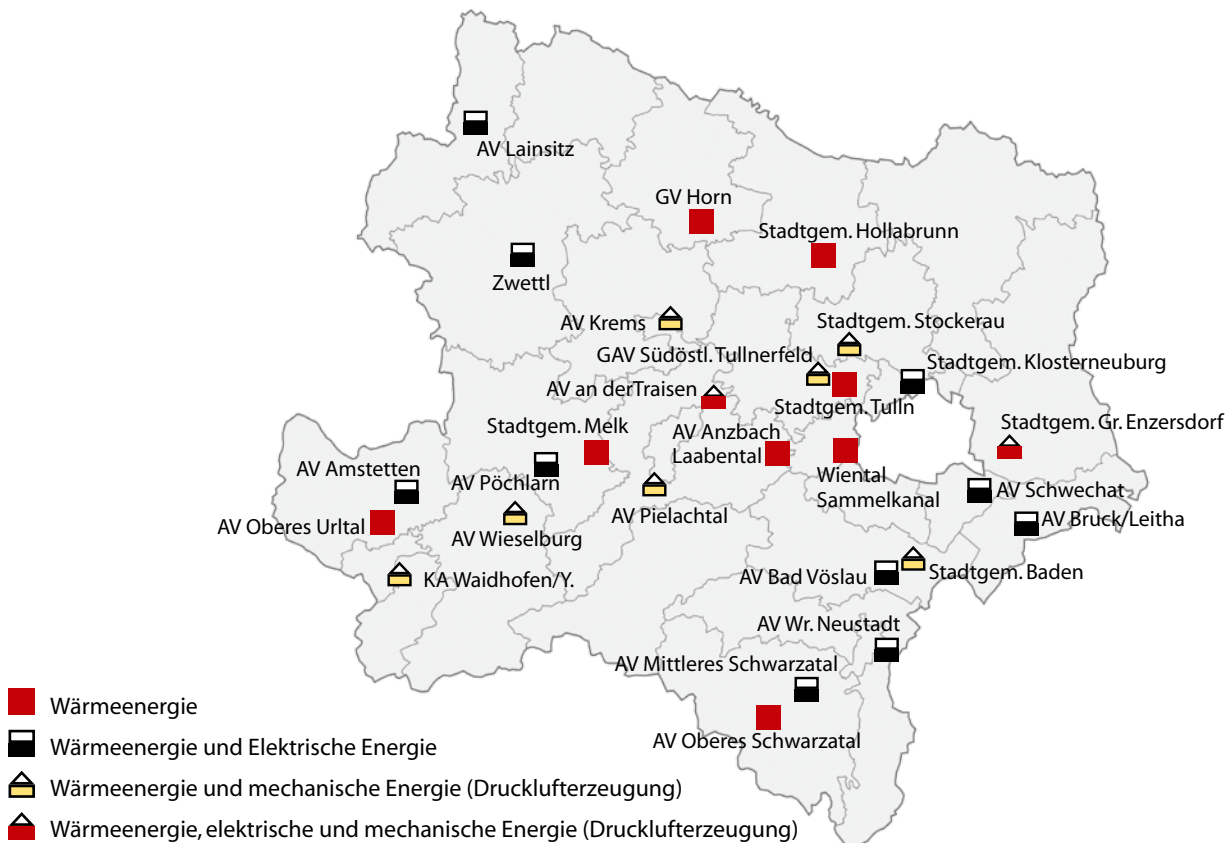 AV Lainsitz
GV Horn
Stadtgem. Hollabrunn
Zwettl
AV Krems
Stadtgem. Stockerau
GAV Südöstl. Tullnerfeld
Stadtgem. Klosterneuburg
AV an derTraisen
Stadtgem. Tulln
Stadtgem. Melk
AV Anzbach
Laabental
Stadtgem. Gr. Enzersdorf
AV Amstetten
AV Pöchlarn
Wiental
Sammelkanal
AV Schwechat
AV Oberes Urltal
AV Wieselburg
AV Pielachtal
AV Bruck/Leitha
KA Waidhofen/Y.
AV Bad Vöslau
Stadtgem. Baden
AV Wr. Neustadt
AV Mittleres Schwarzatal
AV Oberes Schwarzatal
Wärmeenergie
Wärmeenergie und Elektrische Energie
Wärmeenergie und mechanische Energie (Drucklufterzeugung)
Wärmeenergie, elektrische und mechanische Energie (Drucklufterzeugung)